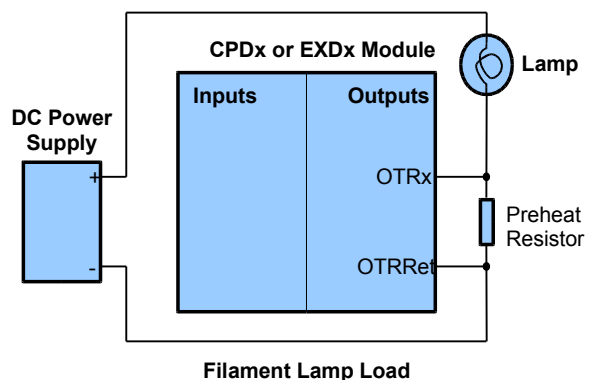 CPDx or EXDx Module
Lamp
Inputs
Outputs
DC Power
Supply
+
-
OTRx
Preheat
Resistor
OTRRet
Filament Lamp Load